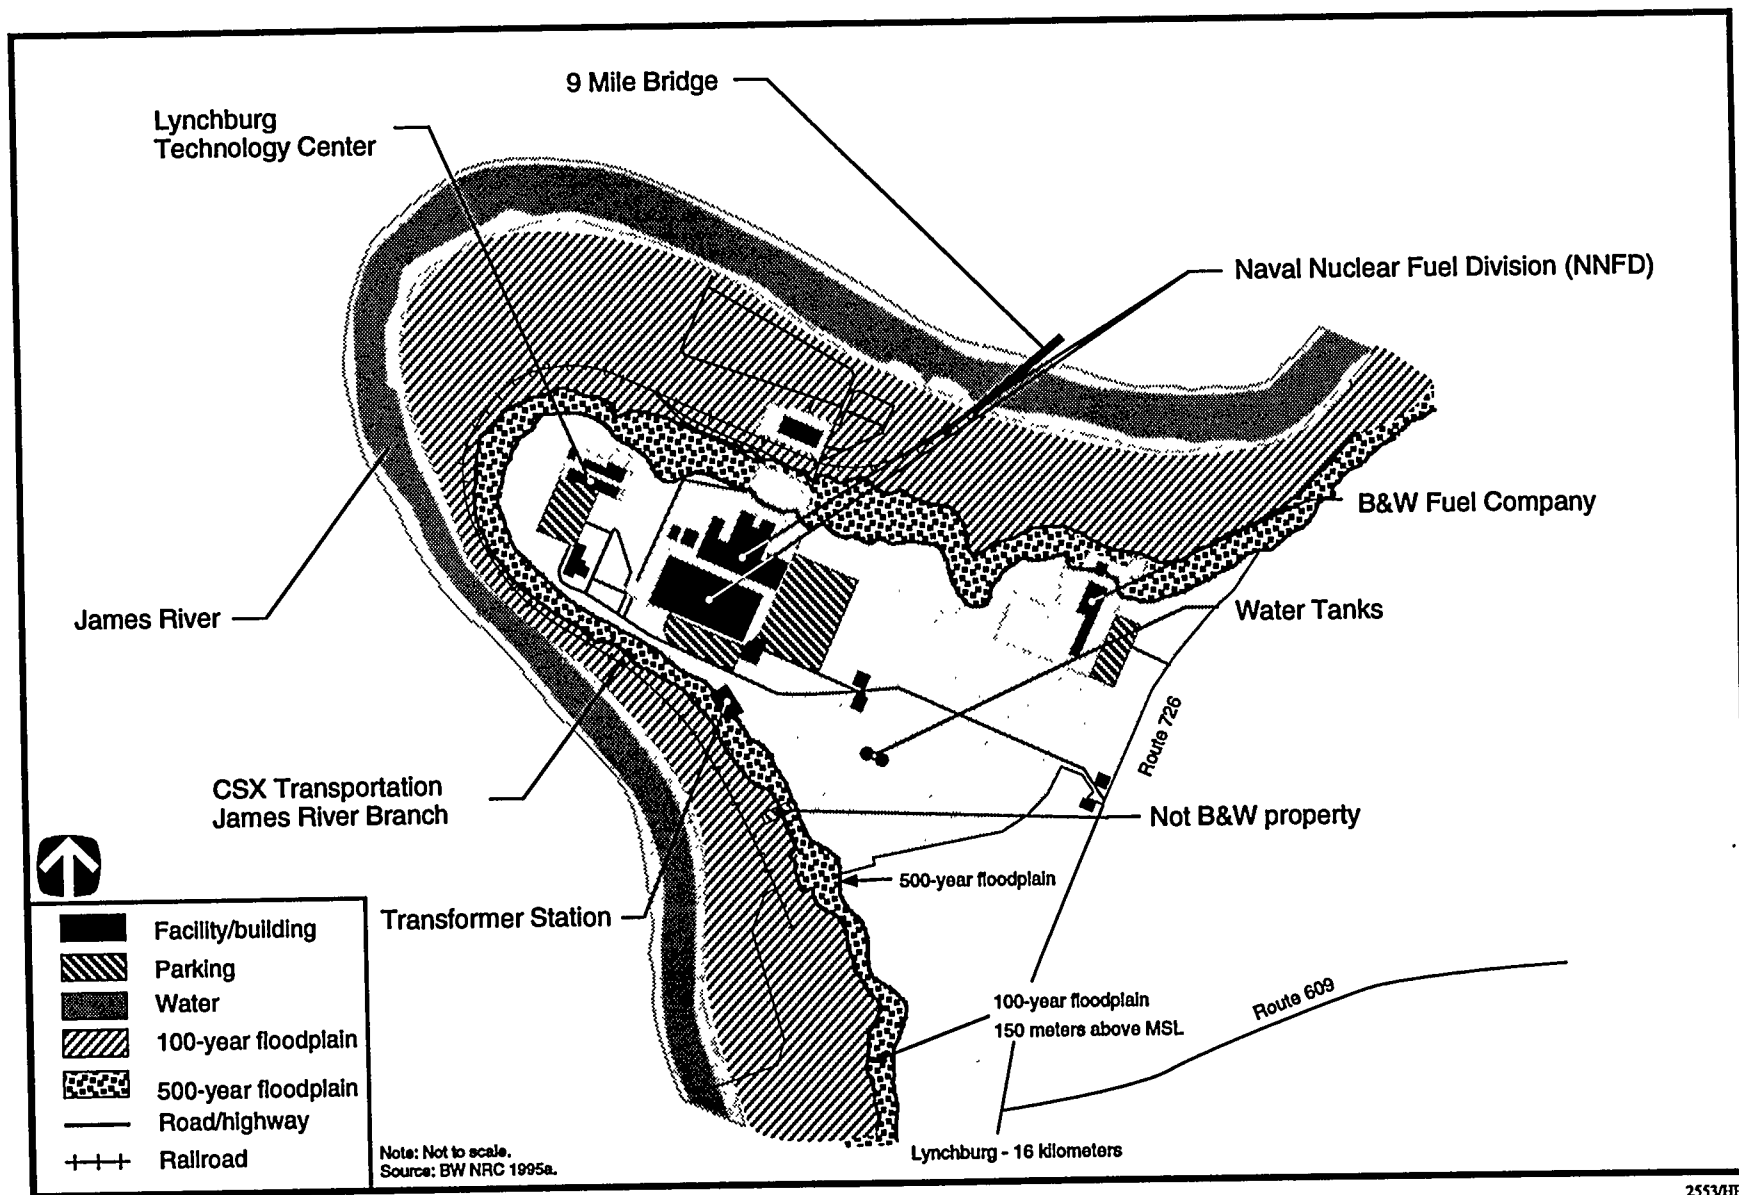 9 Mile Bridge
Lynchburg
Technology Center
Naval Nuclear Fuel Division (NNFD)
B&W Fuel Company
James River
Water Tanks
Route 726
CSX Transportation
James River Branch
Not B&W property
500-year floodplain
Transformer Station
Facility/building
Parking
Water
100-year floodplain
500-year floodplain
Road/highway
Railroad
100-year floodplain
150 meters above MSL
Route 609
Note: Not to scale.
Source: BW NRC 1995a.
Lynchburg - 16 kilometers